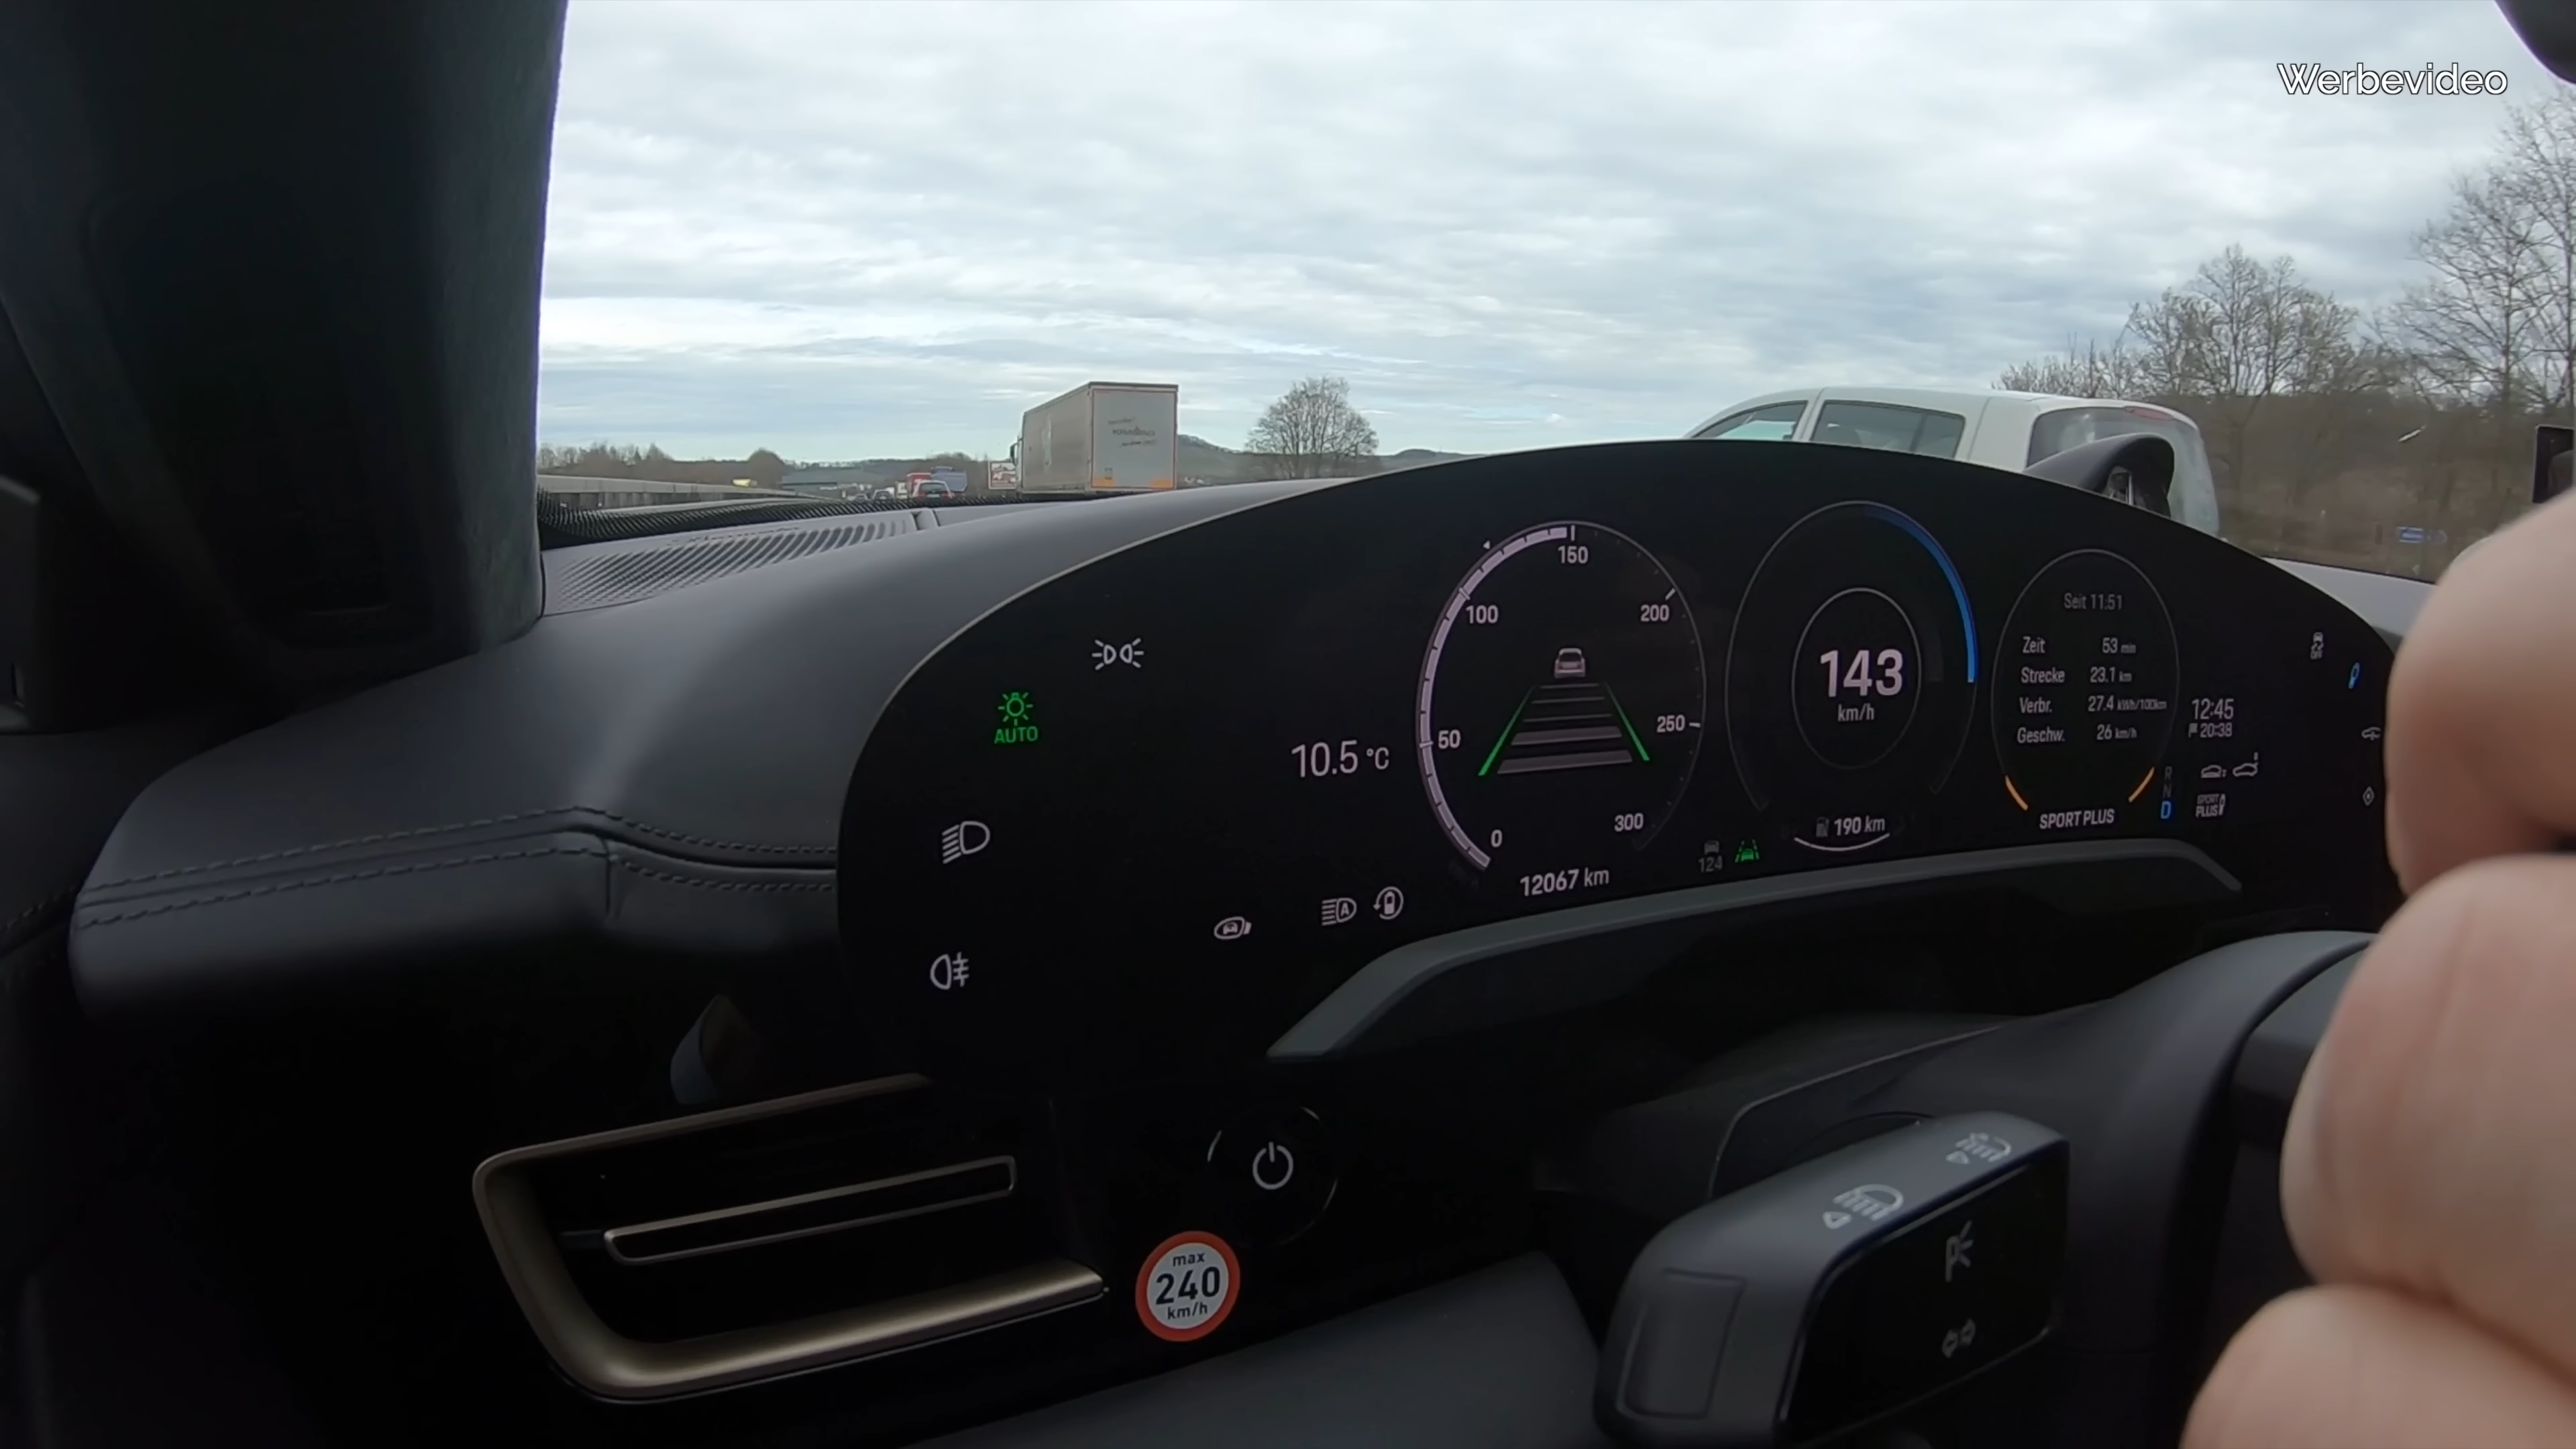 Werbevideo
150
100
200
50
250
0
300
10.5 °C
12067 km
143
km/h
190 km
124
Seit 11:51
Zeit 53 min
Strecke 23.1 km
Verbr. 27.4 kWh/100km
Geschw. 26 km/h
SPORT PLUS
12:45
20:38
R
N
D
SPORT
PLUS
AUTO
A
max
240
km/h